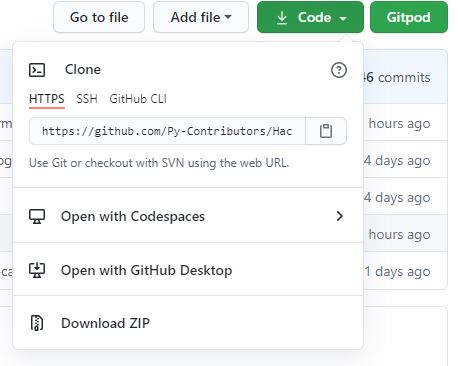 Go to file Add file Code Gitpod
Clone
46 commits
HTTPS SSH GitHub CLI
https://github.com/Py-Contributors/Hac
hours ago
Use Git or checkout with SVN using the web URL.
4 days ago
4 days ago
Open with Codespaces
hours ago
Open with GitHub Desktop
1 days ago
Download ZIP